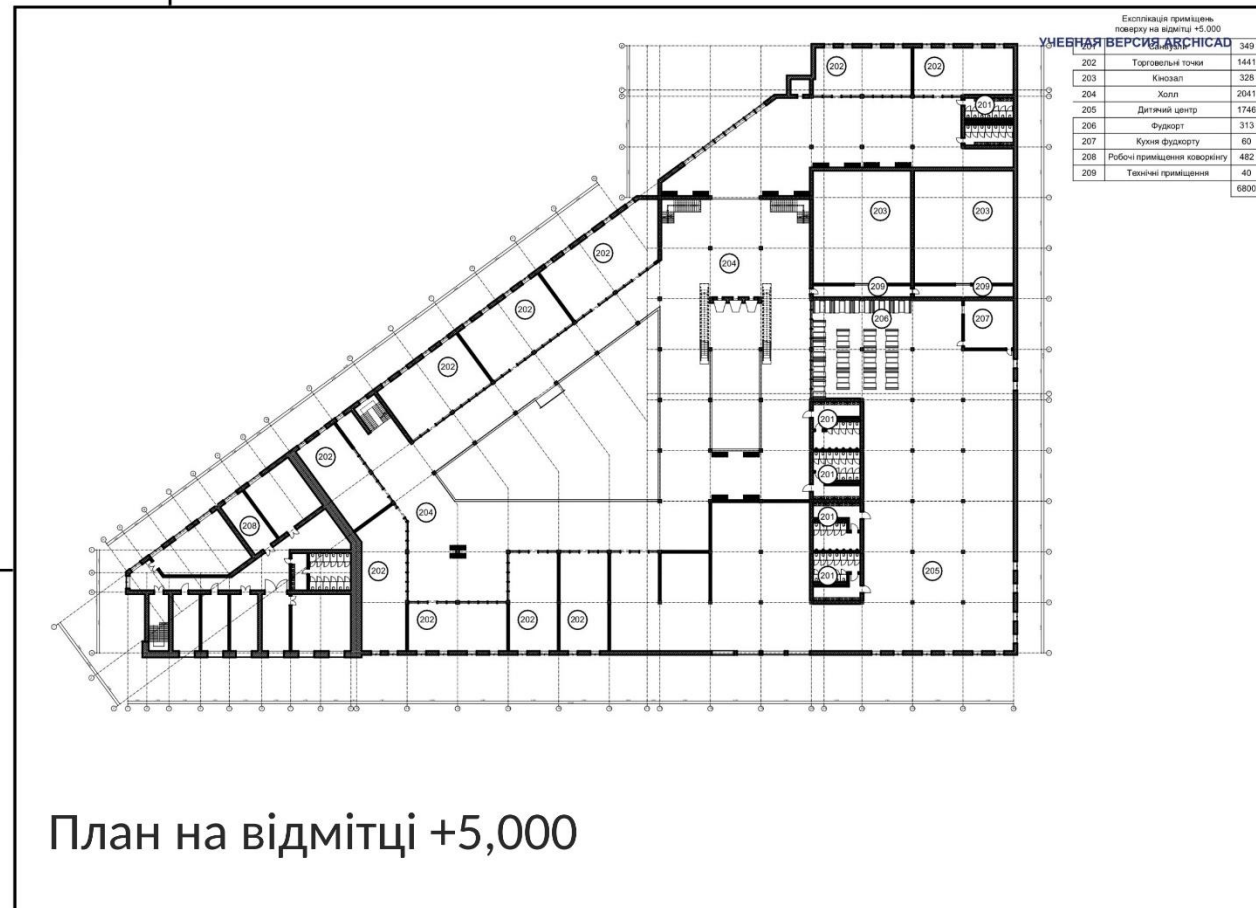 Експлікація приміщень
поверху на відмітці +5.000
УЧЕБНАЯ ВЕРСИЯ ARCHICAD
201 Санвузли 349
202 Торговельні точки 1441
203 Кінозал 328
204 Холл 2041
205 Дитячий центр 1746
206 Фудкорт 313
207 Кухня фудкорту 60
208 Робочі приміщення коворкінгу 482
209 Технічні приміщення 40
6800
202 202
201
203 203
202
204
209 209
202
206 207
202
201
202
201
208 204 201
202 201 205
202 202 202
План на відмітці +5,000